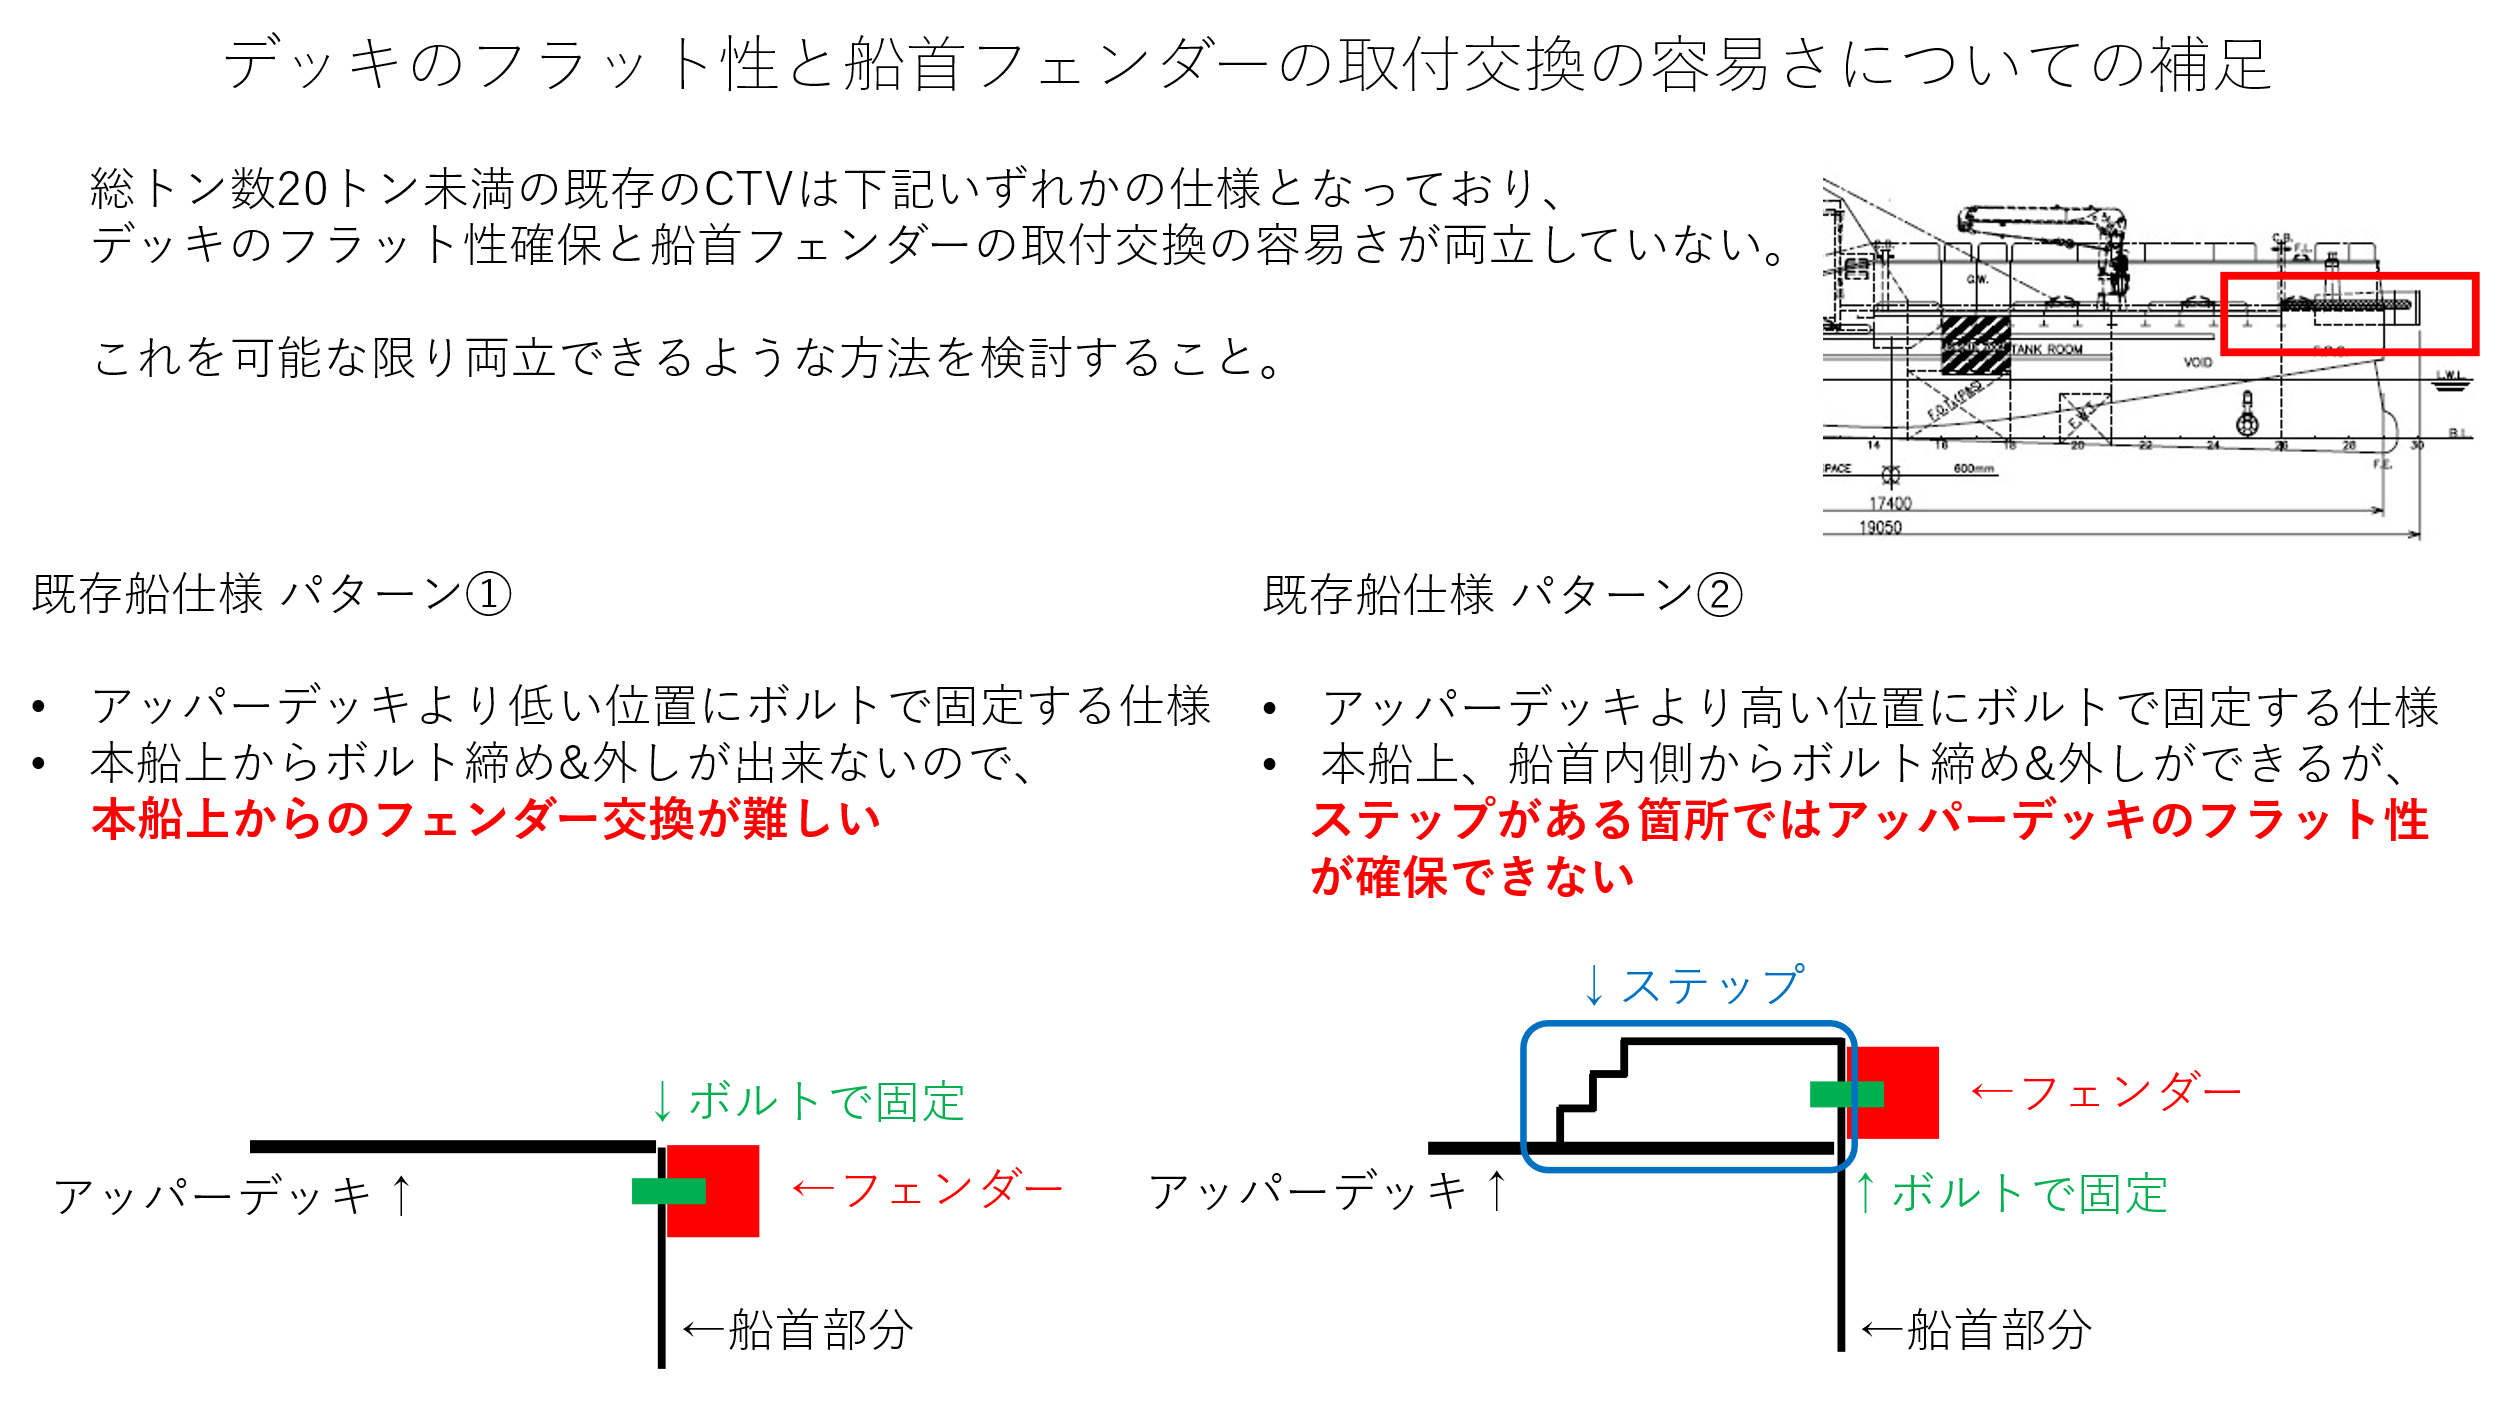 デッキのフラット性と船首フェンダーの取付交換の容易さについての補足
総トン数20トン未満の既存のCTVは下記いずれかの仕様となっており、
デッキのフラット性確保と船首フェンダーの取付交換の容易さが両立していない。
これを可能な限り両立できるような方法を検討すること。
G.W.
C.B.
F.L.
TANK ROOM
VOID
L.W.L.
F.O.T.(P&S)
F.W.T.
B.L.
14 16 18 20 22 24 26 28 30
F.E.
SPACE 600mm
17400
19050
既存船仕様 パターン①
• アッパーデッキより低い位置にボルトで固定する仕様
• 本船上からボルト締め&外しが出来ないので、
本船上からのフェンダー交換が難しい
↓ボルトで固定
アッパーデッキ↑
←フェンダー
←船首部分
既存船仕様 パターン②
• アッパーデッキより高い位置にボルトで固定する仕様
• 本船上、船首内側からボルト締め&外しができるが、
ステップがある箇所ではアッパーデッキのフラット性
が確保できない
↓ステップ
←フェンダー
アッパーデッキ↑
↑ボルトで固定
←船首部分